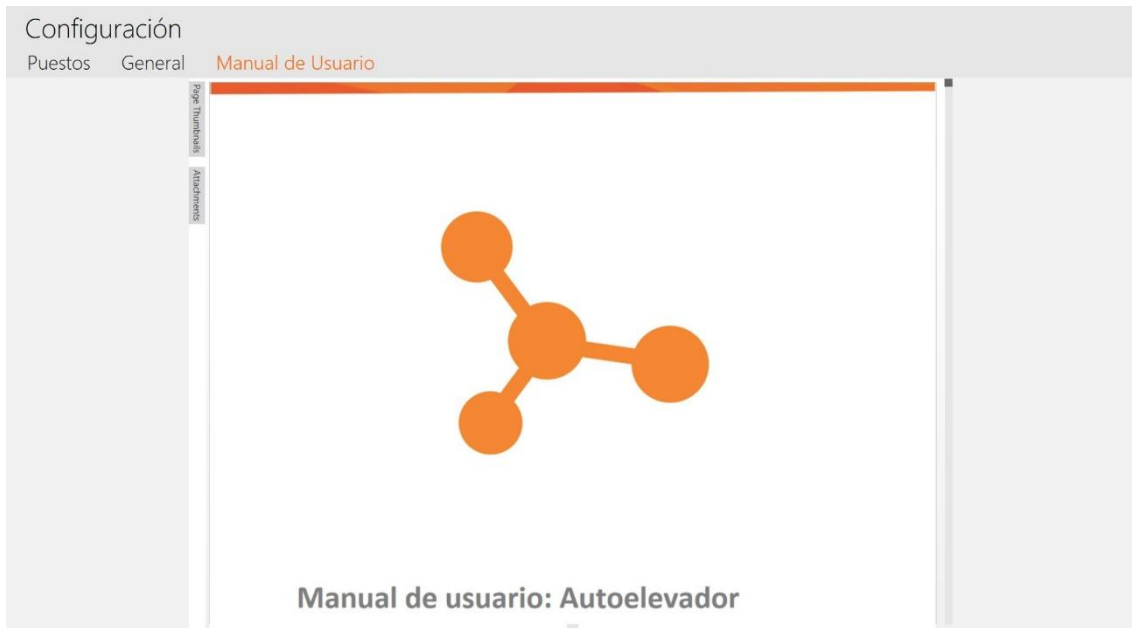 Configuración
Puestos General Manual de Usuario
Page Thumbnails
Attachments
Manual de usuario: Autoelevador